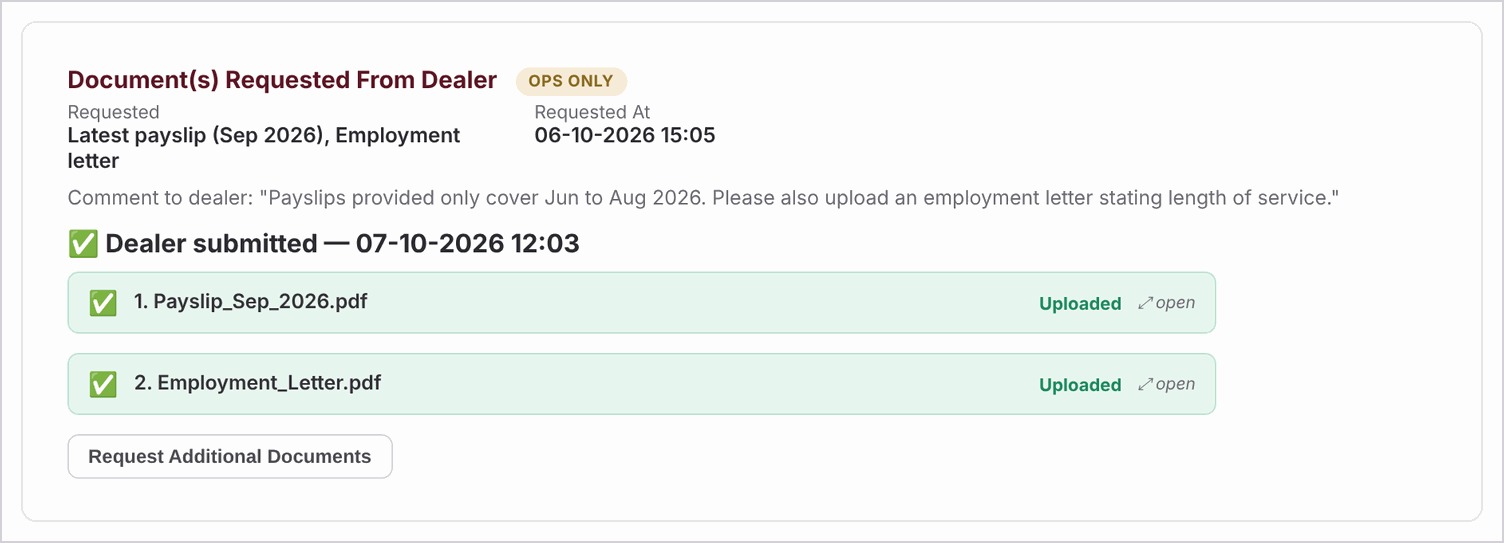 Document(s) Requested From Dealer OPS ONLY
Requested Requested At
Latest payslip (Sep 2026), Employment letter 06-10-2026 15:05
Comment to dealer: "Payslips provided only cover Jun to Aug 2026. Please also upload an employment letter stating length of service."
✅ Dealer submitted — 07-10-2026 12:03
✅ 1. Payslip_Sep_2026.pdf Uploaded ⤢ open
✅ 2. Employment_Letter.pdf Uploaded ⤢ open
Request Additional Documents